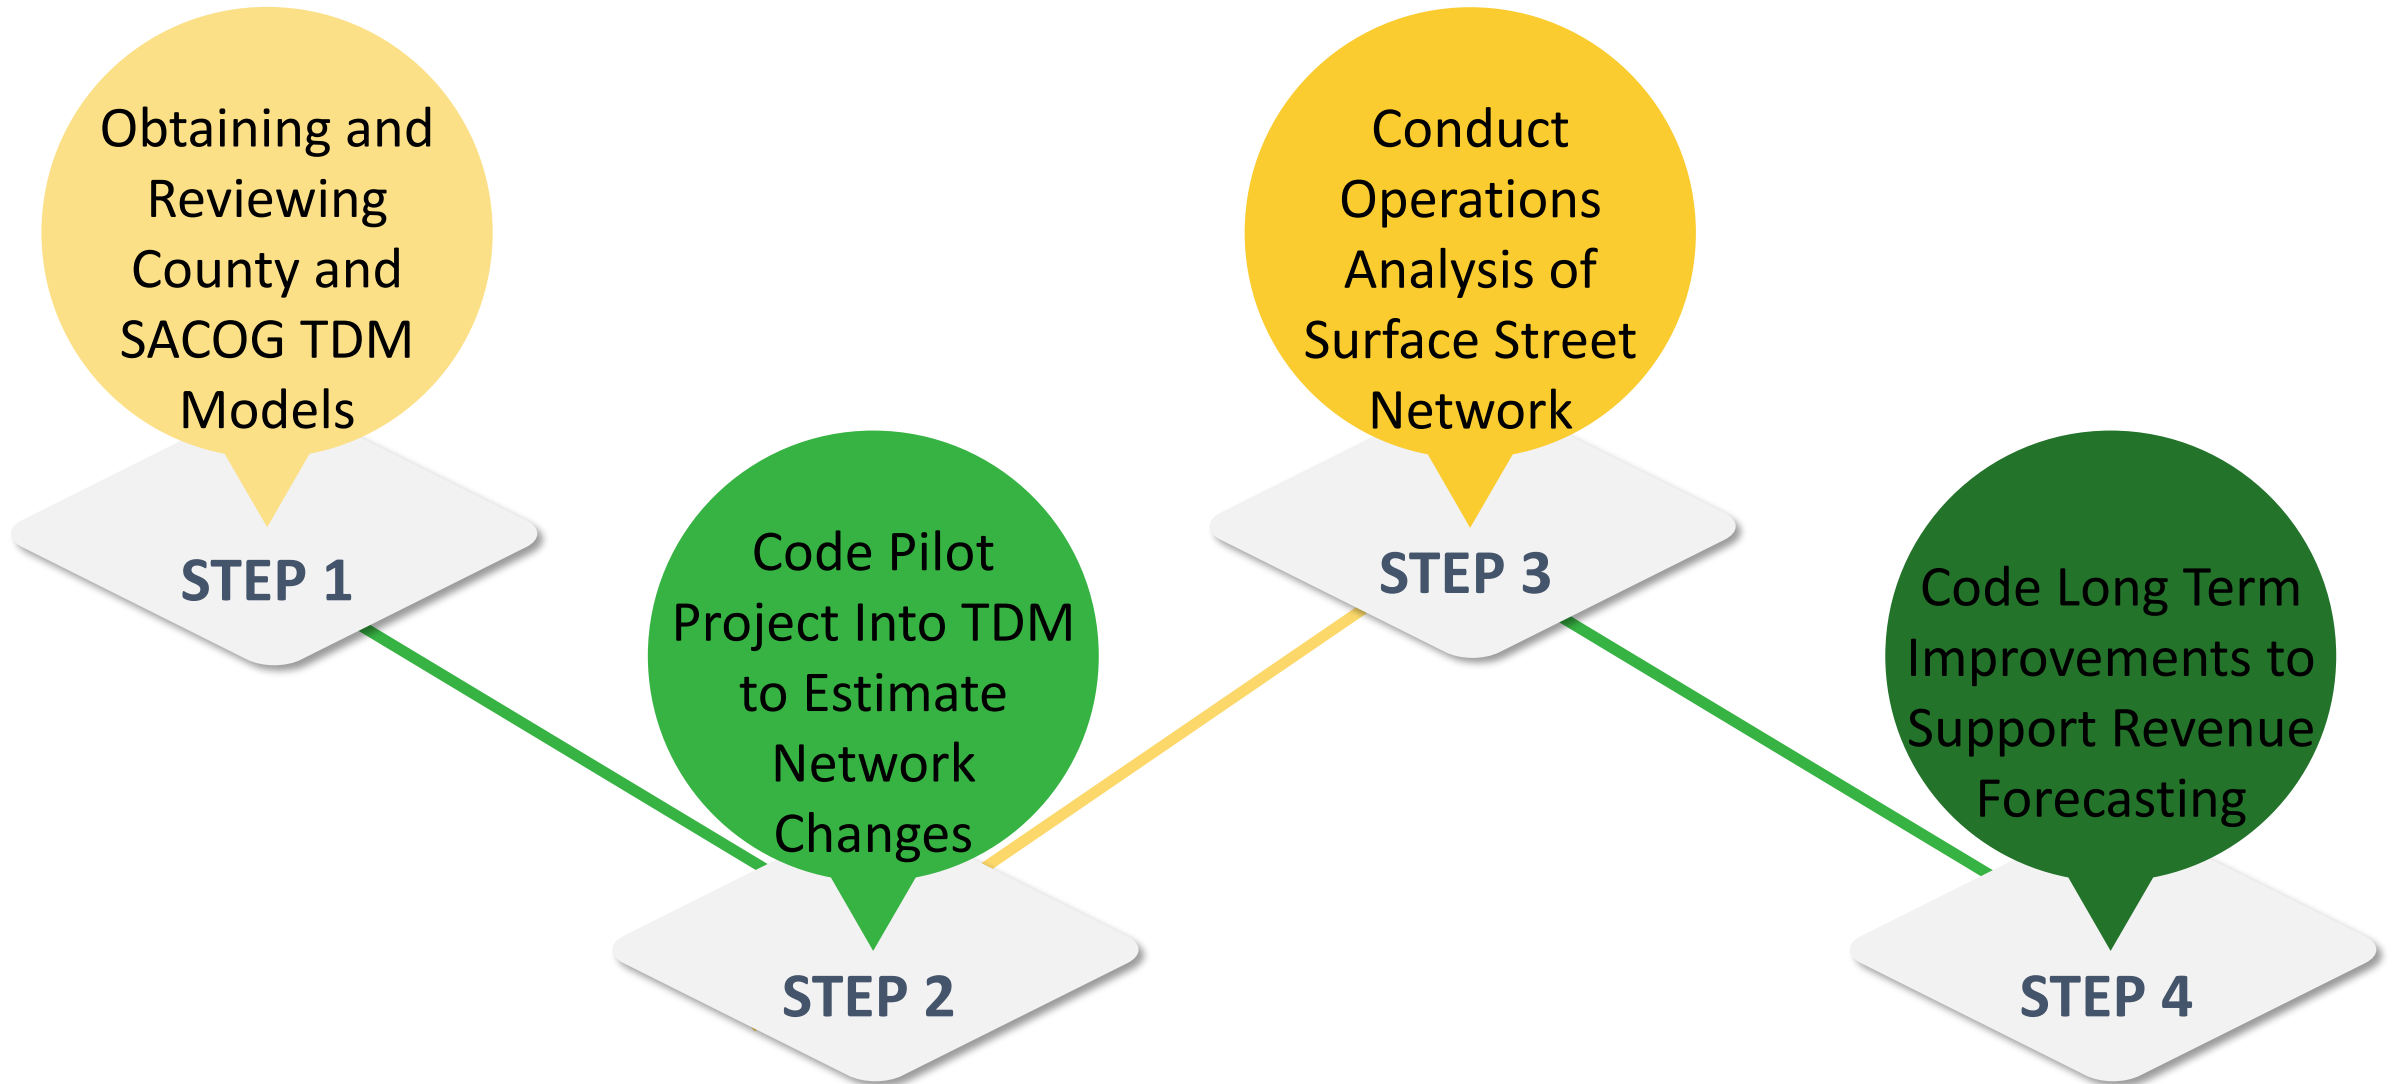 Obtaining and
Reviewing
County and
SACOG TDM
Models
STEP 1
Code Pilot
Project Into TDM
to Estimate
Network
Changes
STEP 2
Conduct
Operations
Analysis of
Surface Street
Network
STEP 3
Code Long Term
Improvements to
Support Revenue
Forecasting
STEP 4